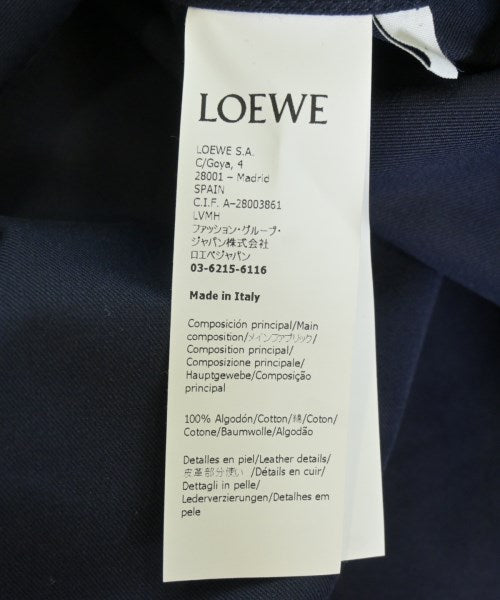 LOEWE
LOEWE S.A.
C/Goya, 4
28001 – Madrid
SPAIN
C.I.F. A-28003861
LVMH
ファッション・グループ・
ジャパン株式会社
ロエベジャパン
03-6215-6116
Made in Italy
Composición principal/Main
composition/メインファブリック/
Composition principal/
Composizione principale/
Hauptgewebe/Composição
principal
100% Algodón/Cotton/綿/Coton/
Cotone/Baumwolle/Algodão
Detalles en piel/Leather details/
皮革部分使い /Détails en cuir/
Dettagli in pelle/
Lederverzierungen/Detalhes em
pele